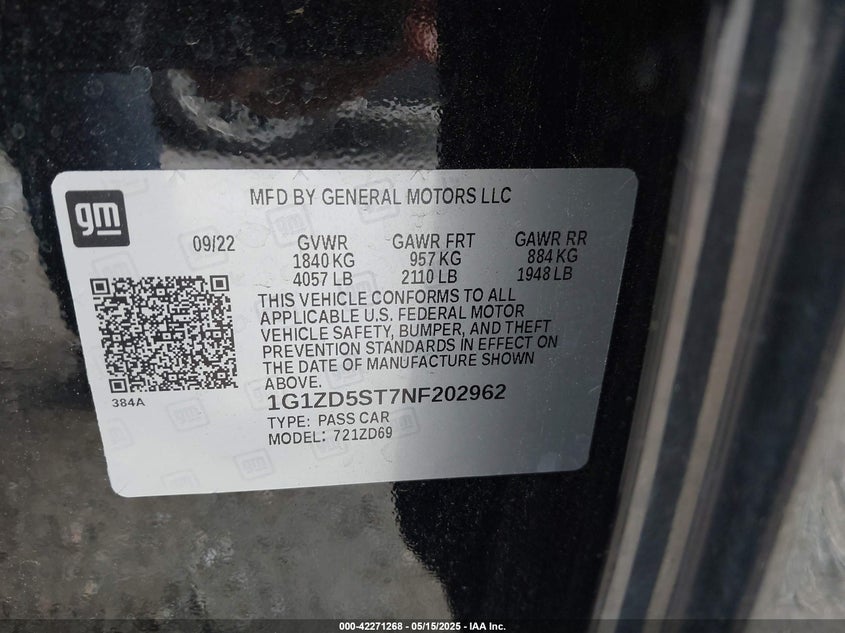 gm
MFD BY GENERAL MOTORS LLC
09/22 GVWR GAWR FRT GAWR RR
1840 KG 957 KG 884 KG
4057 LB 2110 LB 1948 LB
THIS VEHICLE CONFORMS TO ALL
APPLICABLE U.S. FEDERAL MOTOR
VEHICLE SAFETY, BUMPER, AND THEFT
PREVENTION STANDARDS IN EFFECT ON
THE DATE OF MANUFACTURE SHOWN
ABOVE.
384A
1G1ZD5ST7NF202962
TYPE: PASS CAR
MODEL: 721ZD69
000-42271268 - 05/15/2025 - IAA Inc.